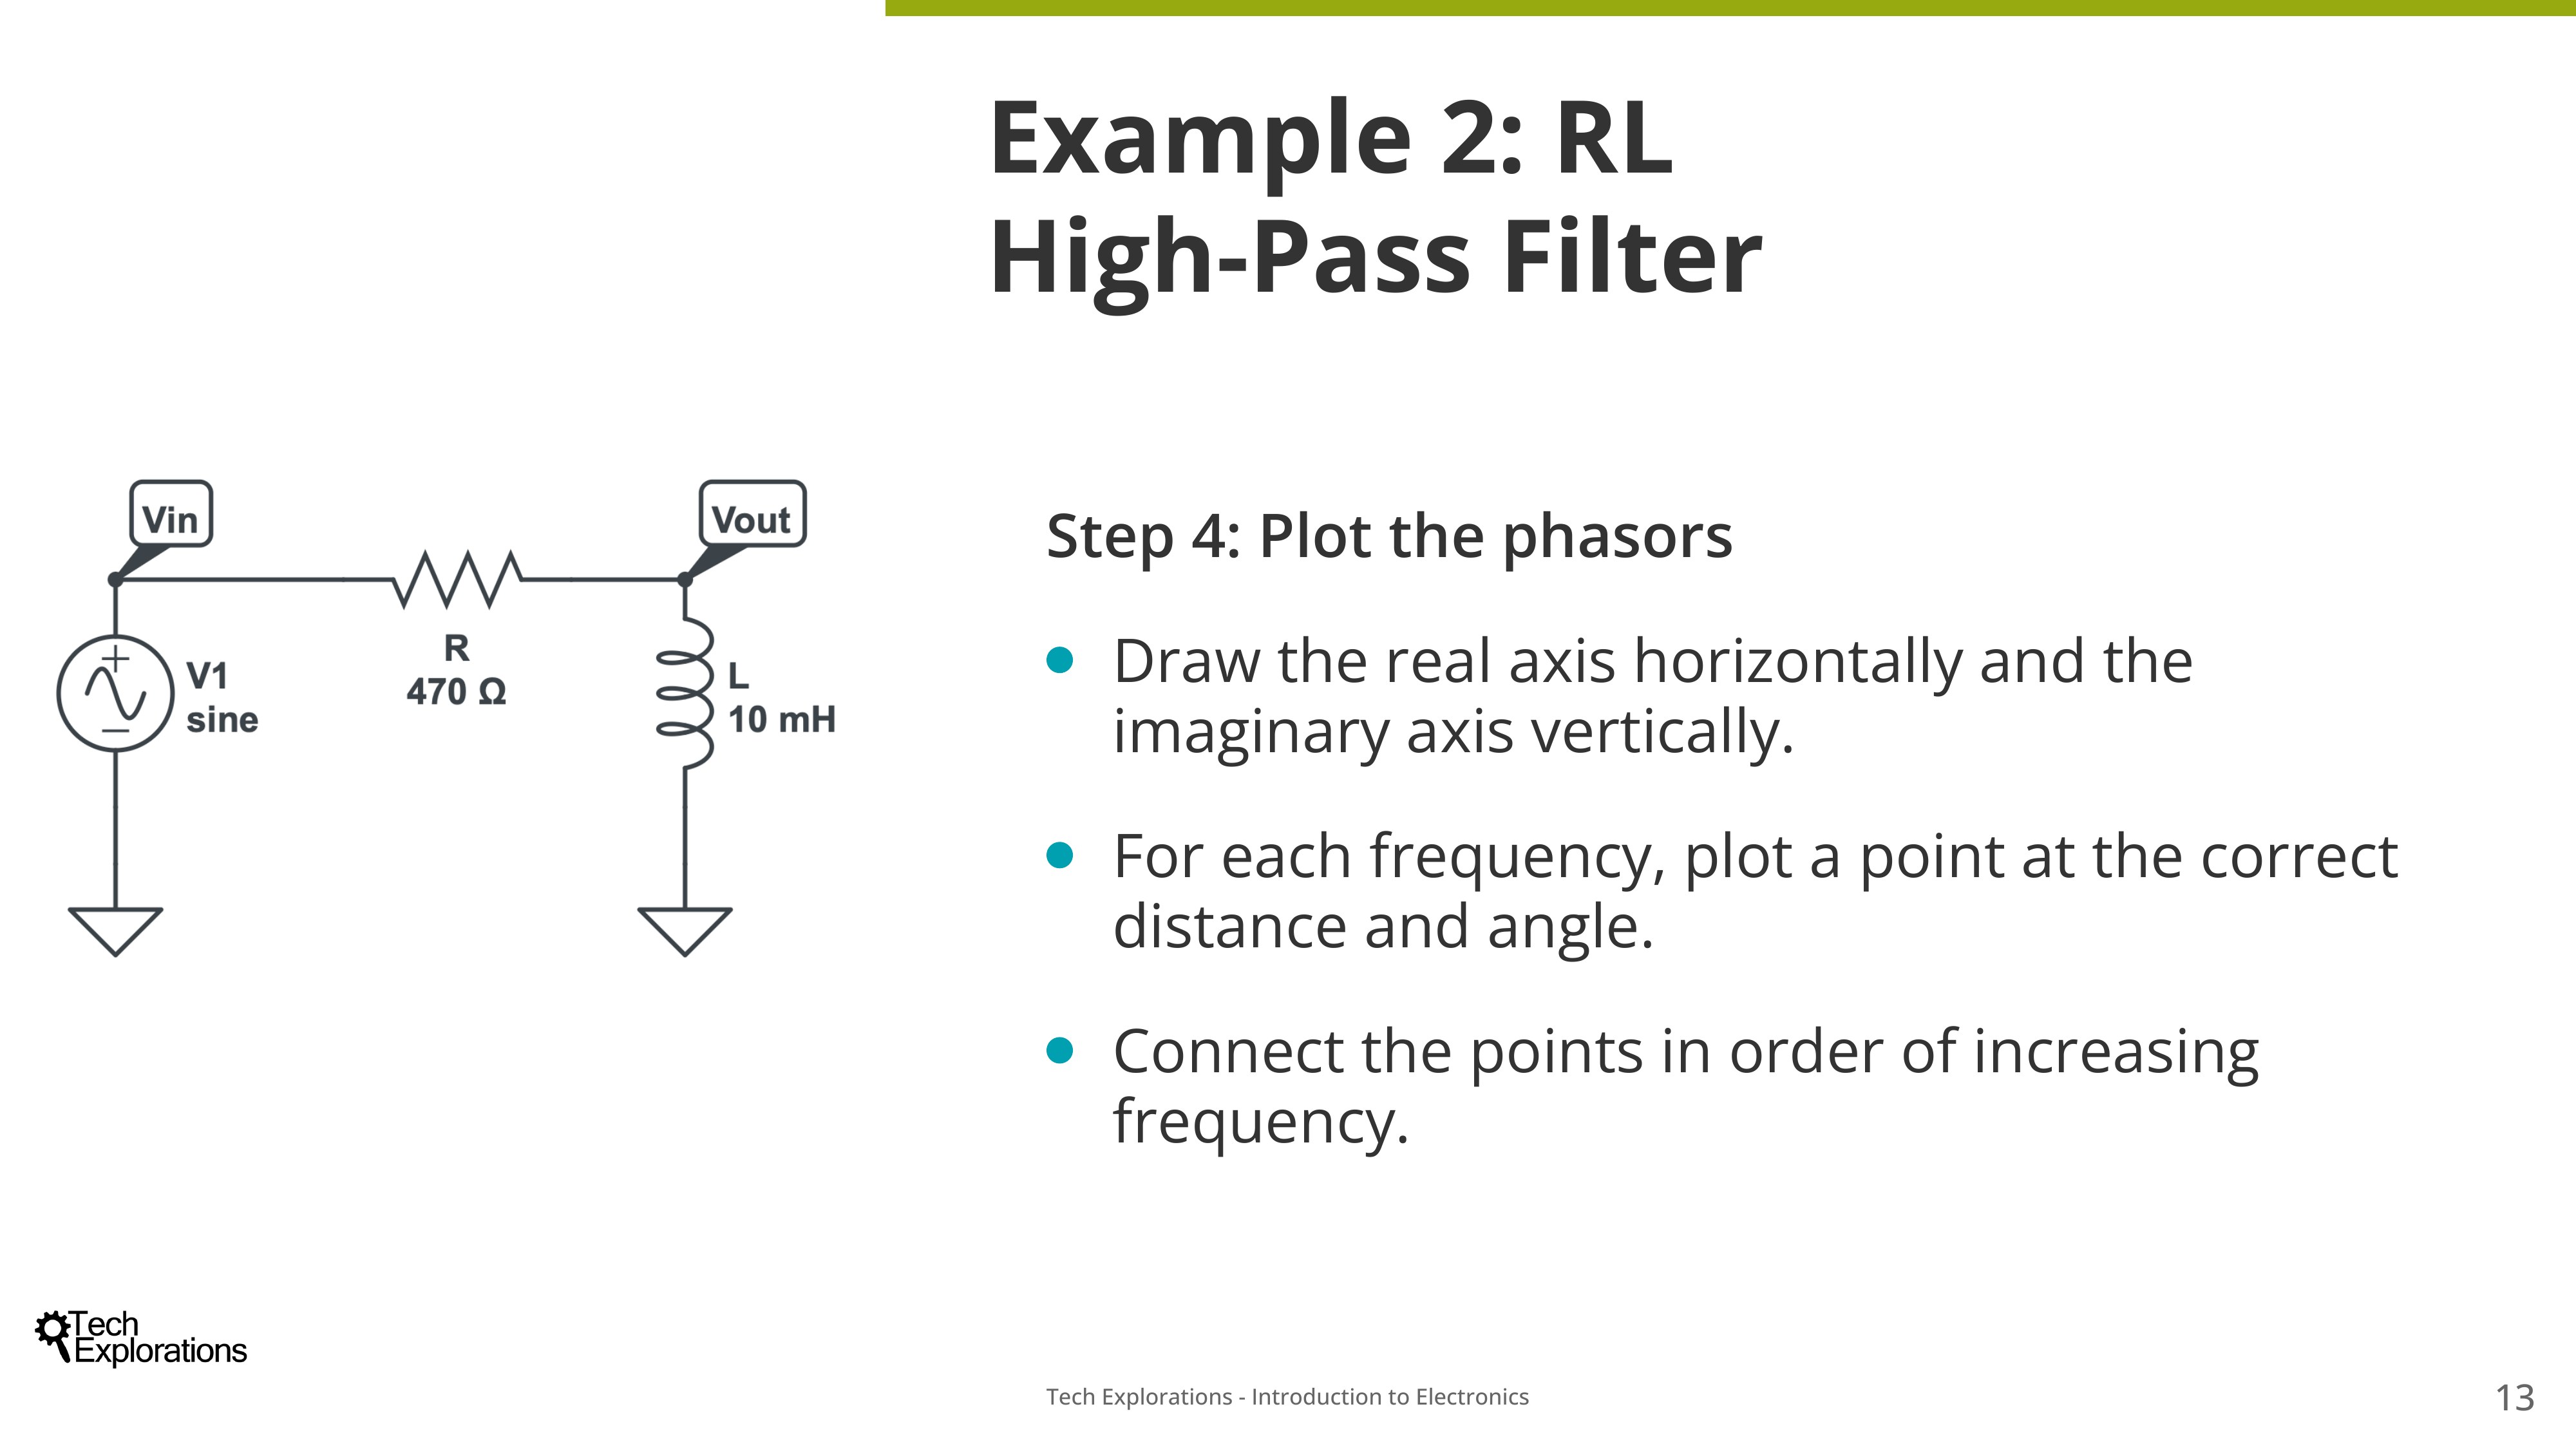 Example 2: RL
High-Pass Filter
Vin
Vout
R
470 Ω
V1
sine
L
10 mH
Step 4: Plot the phasors
Draw the real axis horizontally and the
imaginary axis vertically.
For each frequency, plot a point at the correct
distance and angle.
Connect the points in order of increasing
frequency.
Tech
Explorations
Tech Explorations - Introduction to Electronics
13